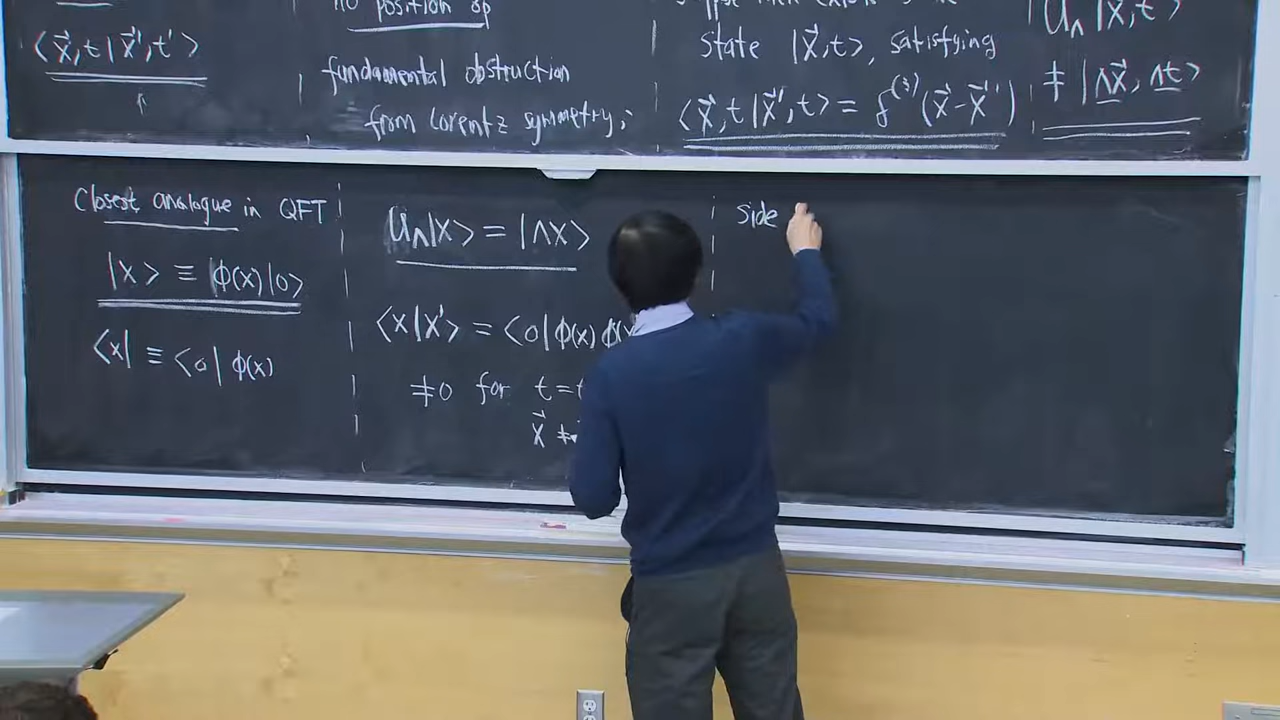 ⟨x⃗,t|x⃗',t'⟩
no position op
fundamental obstruction
from Lorentz symmetry;
state |x⃗,t⟩, satisfying
⟨x⃗,t|x⃗',t⟩ = δ⁽³⁾(x⃗-x⃗')
U_Λ|x⃗,t⟩
≠ |Λx⃗, Λt⟩
Closest analogue in QFT
|x⟩ ≡ ϕ(x)|0⟩
⟨x| ≡ ⟨0|ϕ(x)
U_Λ|x⟩ = |Λx⟩
⟨x|x'⟩ = ⟨0|ϕ(x)ϕ(x
≠0 for t=
x⃗ ≠
side